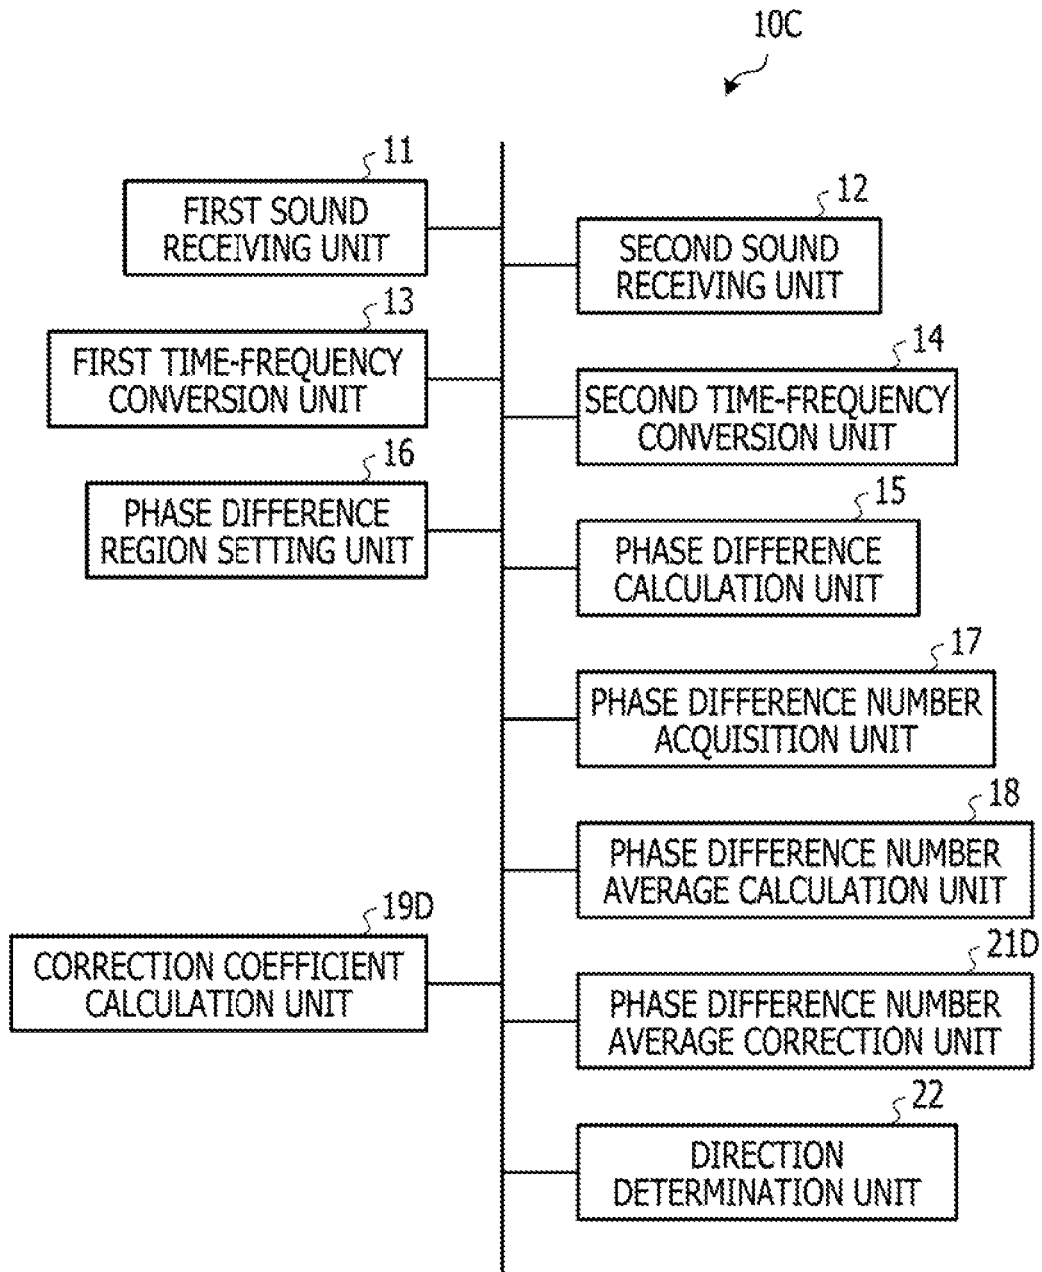 10C
11
FIRST SOUND
RECEIVING UNIT
12
SECOND SOUND
RECEIVING UNIT
13
FIRST TIME-FREQUENCY
CONVERSION UNIT
14
SECOND TIME-FREQUENCY
CONVERSION UNIT
16
PHASE DIFFERENCE
REGION SETTING UNIT
15
PHASE DIFFERENCE
CALCULATION UNIT
17
PHASE DIFFERENCE NUMBER
ACQUISITION UNIT
18
PHASE DIFFERENCE NUMBER
AVERAGE CALCULATION UNIT
19D
CORRECTION COEFFICIENT
CALCULATION UNIT
21D
PHASE DIFFERENCE NUMBER
AVERAGE CORRECTION UNIT
22
DIRECTION
DETERMINATION UNIT